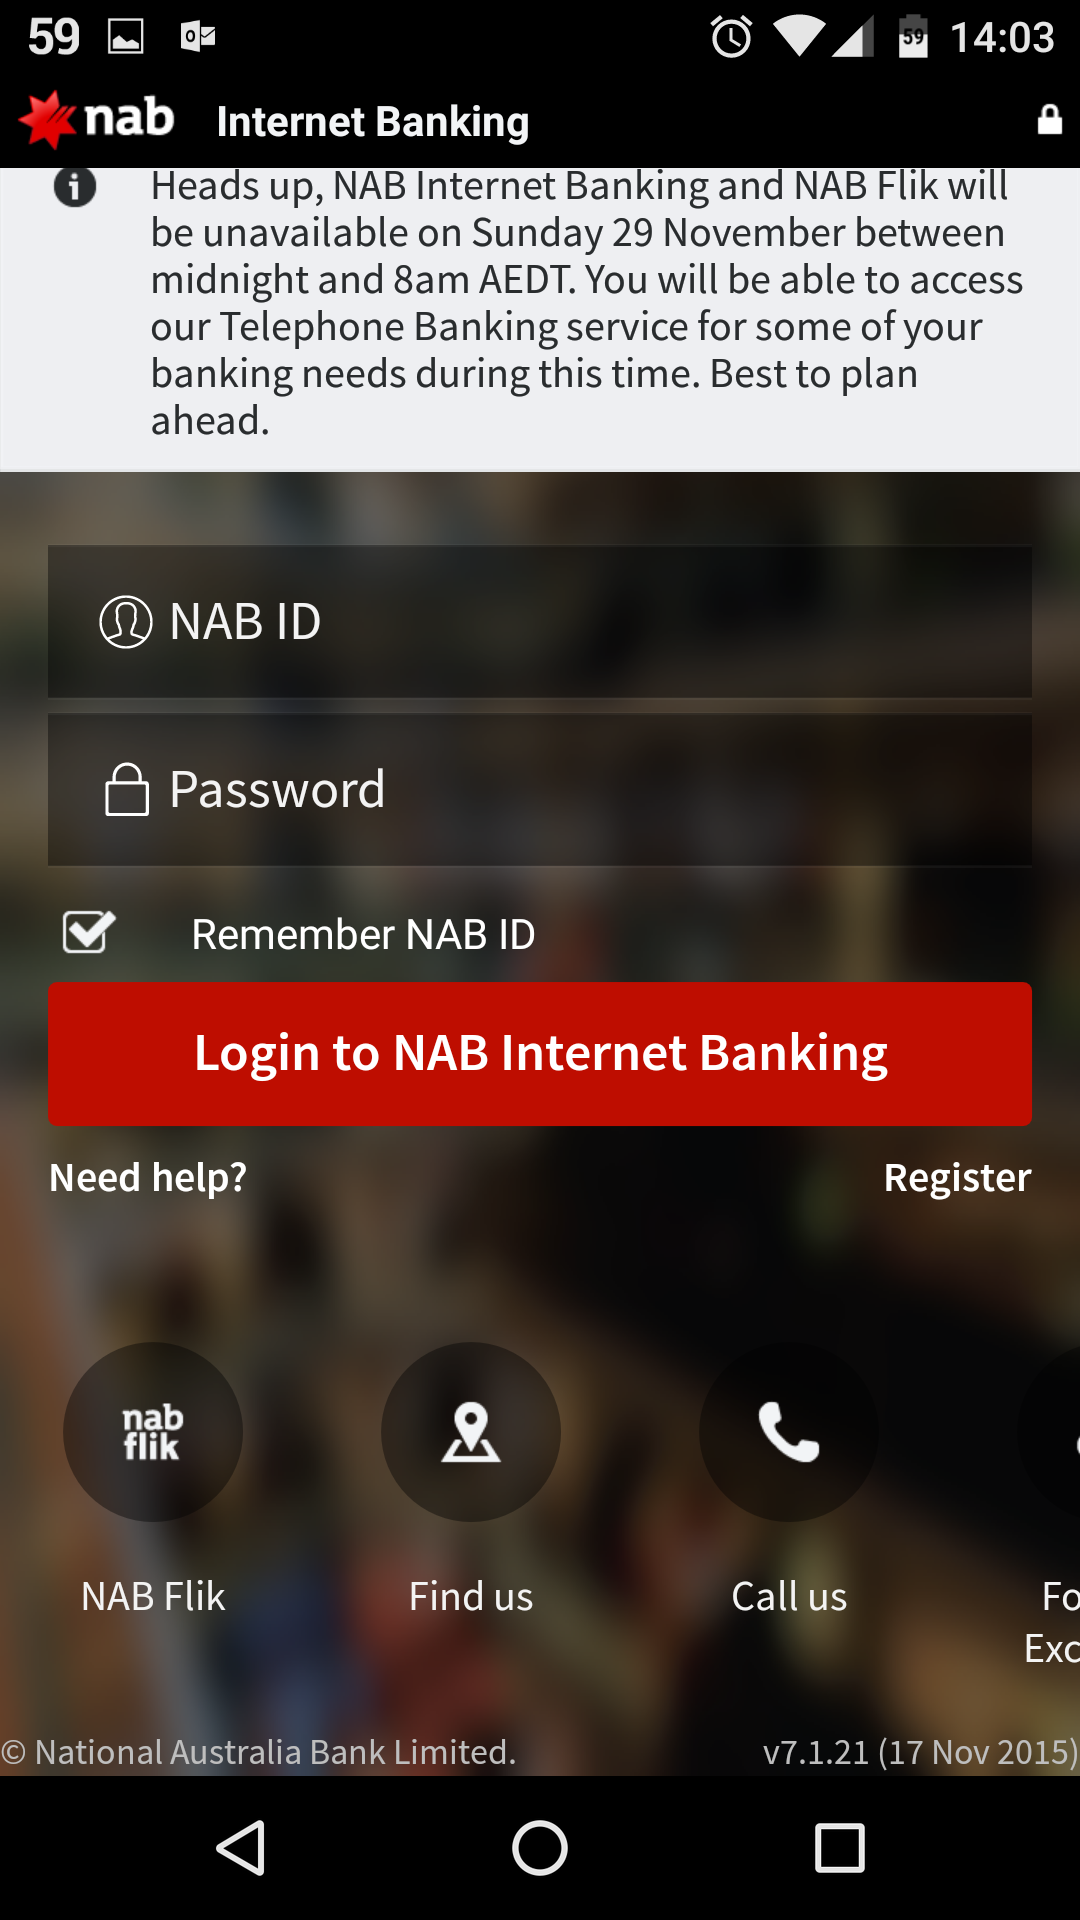 59
59
14:03
nab
Internet Banking
Heads up, NAB Internet Banking and NAB Flik will
be unavailable on Sunday 29 November between
midnight and 8am AEDT. You will be able to access
our Telephone Banking service for some of your
banking needs during this time. Best to plan
ahead.
NAB ID
Password
Remember NAB ID
Login to NAB Internet Banking
Need help?
Register
nab
flik
NAB Flik
Find us
Call us
Fo
Exc
© National Australia Bank Limited.
v7.1.21 (17 Nov 2015)